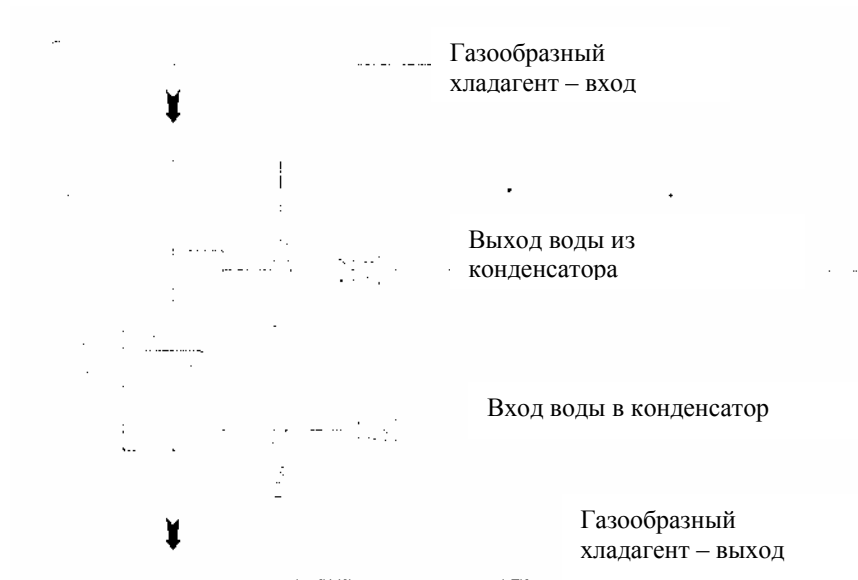 Газообразный
хладагент – вход
Выход воды из
конденсатора
Вход воды в конденсатор
Газообразный
хладагент – выход